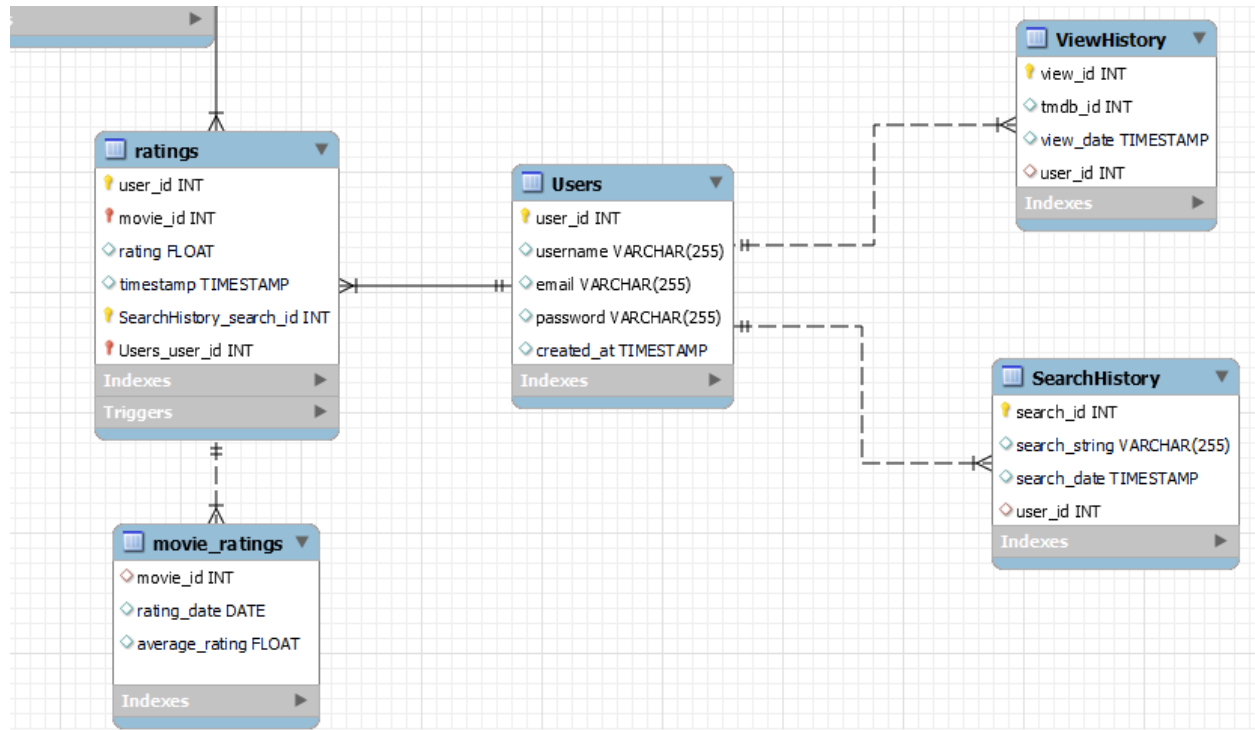 ratings
user_id INT
movie_id INT
rating FLOAT
timestamp TIMESTAMP
SearchHistory_search_id INT
Users_user_id INT
Indexes
Triggers
movie_ratings
movie_id INT
rating_date DATE
average_rating FLOAT
Indexes
Users
user_id INT
username VARCHAR(255)
email VARCHAR(255)
password VARCHAR(255)
created_at TIMESTAMP
Indexes
ViewHistory
view_id INT
tmdb_id INT
view_date TIMESTAMP
user_id INT
Indexes
SearchHistory
search_id INT
search_string VARCHAR(255)
search_date TIMESTAMP
user_id INT
Indexes